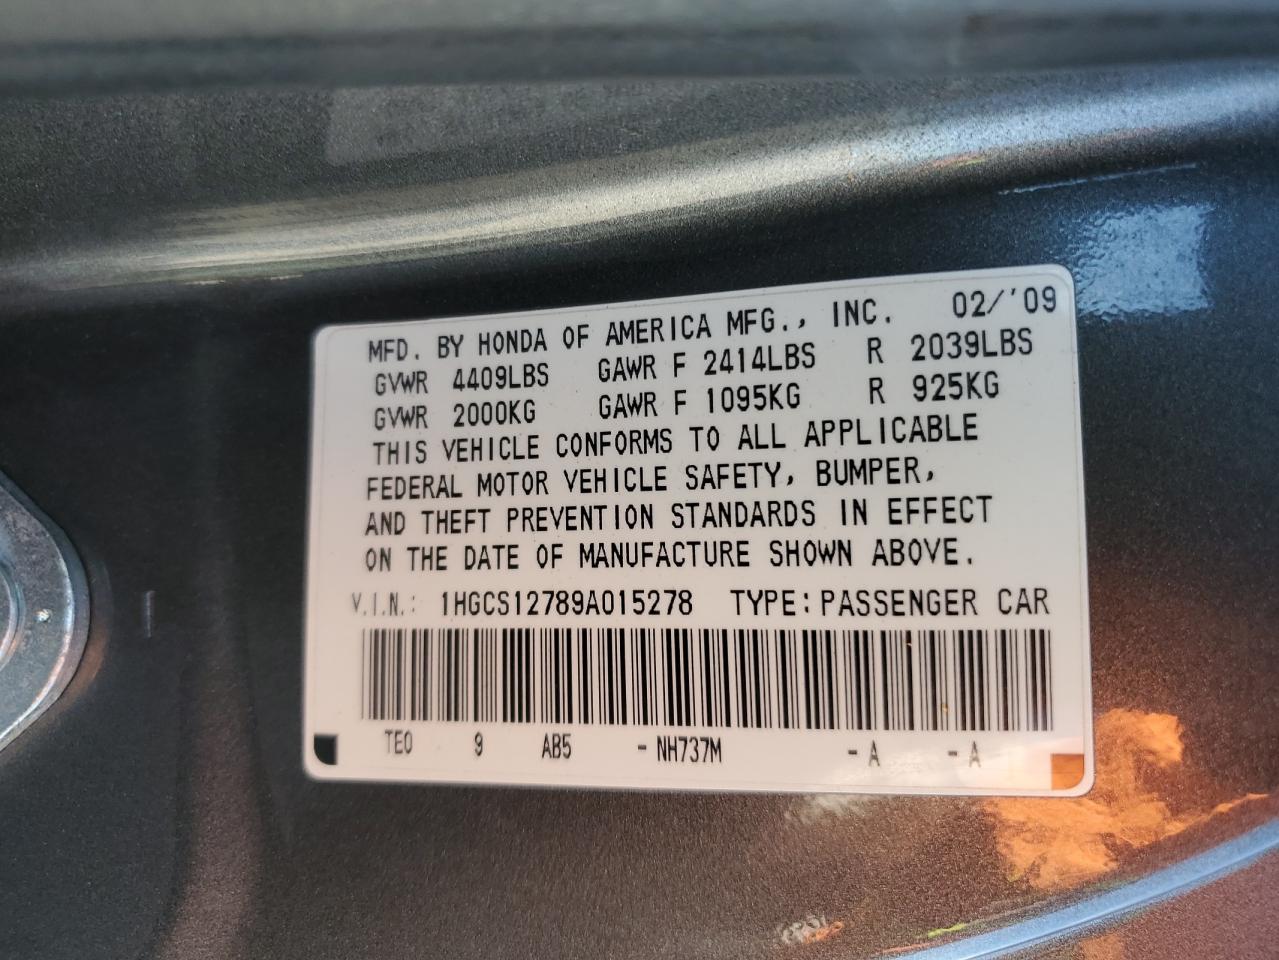 MFD. BY HONDA OF AMERICA MFG., INC. 02/'09
GVWR 4409LBS GAWR F 2414LBS R 2039LBS
GVWR 2000KG GAWR F 1095KG R 925KG
THIS VEHICLE CONFORMS TO ALL APPLICABLE
FEDERAL MOTOR VEHICLE SAFETY, BUMPER,
AND THEFT PREVENTION STANDARDS IN EFFECT
ON THE DATE OF MANUFACTURE SHOWN ABOVE.
V.I.N.: 1HGCS12789A015278 TYPE: PASSENGER CAR
TE0 9 AB5 - NH737M - A - A